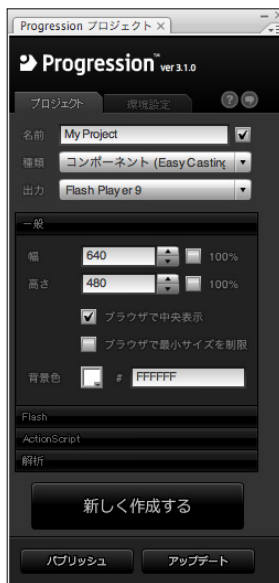 Progression プロジェクト ×
Progression™ ver 3.1.0
プロジェクト 環境設定
名前 My Project
種類 コンポーネント (Easy Casting
出力 Flash Player 9
一般
幅 640 100%
高さ 480 100%
ブラウザで中央表示
ブラウザで最小サイズを制限
背景色 # FFFFFF
Flash
ActionScript
解析
新しく作成する
パブリッシュ アップデート